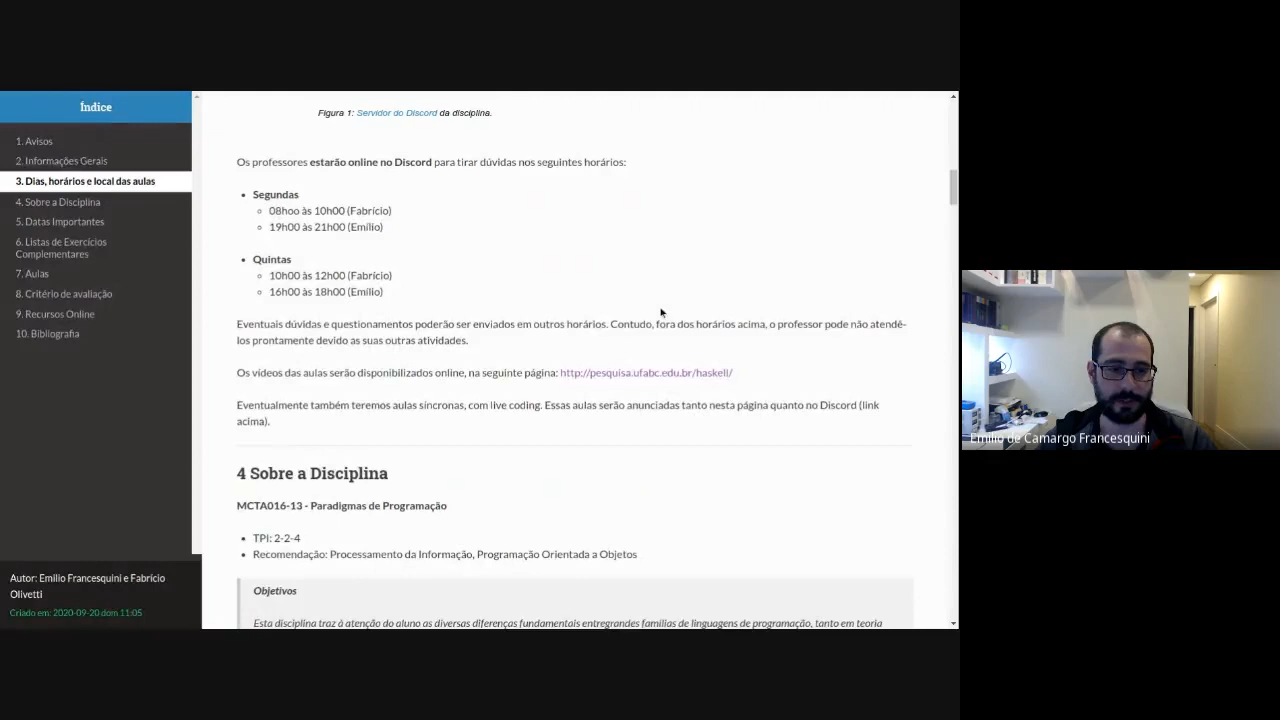 Índice
1. Avisos
2. Informações Gerais
3. Dias, horários e local das aulas
4. Sobre a Disciplina
5. Datas Importantes
6. Listas de Exercícios
Complementares
7. Aulas
8. Critério de avaliação
9. Recursos Online
10. Bibliografia
Autor: Emilio Francesquini e Fabrício
Olivetti
Criado em: 2020-09-20 dom 11:05
Figura 1: Servidor do Discord da disciplina.
Os professores estarão online no Discord para tirar dúvidas nos seguintes horários:
• Segundas
○ 08hoo às 10h00 (Fabrício)
○ 19h00 às 21h00 (Emílio)
• Quintas
○ 10h00 às 12h00 (Fabrício)
○ 16h00 às 18h00 (Emílio)
Eventuais dúvidas e questionamentos poderão ser enviados em outros horários. Contudo, fora dos horários acima, o professor pode não atendê-
los prontamente devido as suas outras atividades.
Os vídeos das aulas serão disponibilizados online, na seguinte página: http://pesquisa.ufabc.edu.br/haskell/
Eventualmente também teremos aulas síncronas, com live coding. Essas aulas serão anunciadas tanto nesta página quanto no Discord (link
acima).
4 Sobre a Disciplina
MCTA016-13 - Paradigmas de Programação
• TPI: 2-2-4
• Recomendação: Processamento da Informação, Programação Orientada a Objetos
Objetivos
Esta disciplina traz à atenção do aluno as diversas diferenças fundamentais entregrandes famílias de linguagens de programação, tanto em teoria
Emilio de Camargo Francesquini